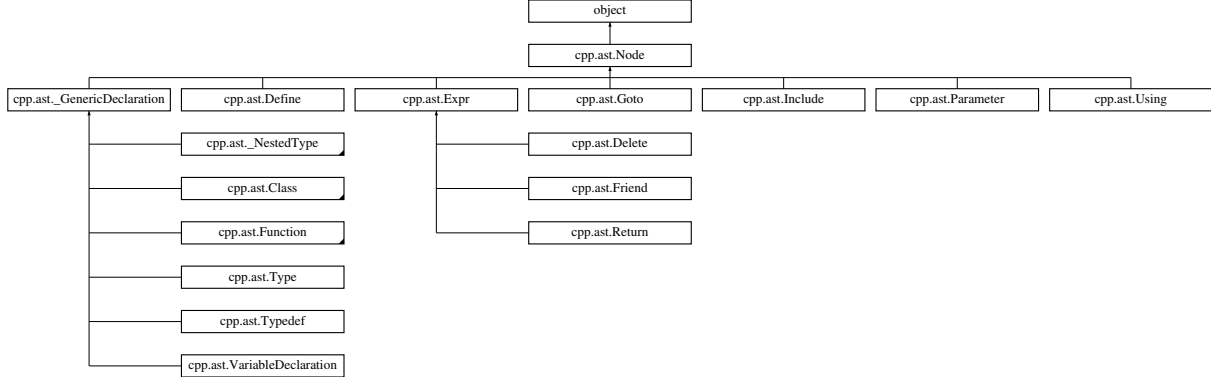 object
cpp.ast.Node
cpp.ast._GenericDeclaration
cpp.ast.Define
cpp.ast.Expr
cpp.ast.Goto
cpp.ast.Include
cpp.ast.Parameter
cpp.ast.Using
cpp.ast._NestedType
cpp.ast.Delete
cpp.ast.Class
cpp.ast.Friend
cpp.ast.Function
cpp.ast.Return
cpp.ast.Type
cpp.ast.Typedef
cpp.ast.VariableDeclaration